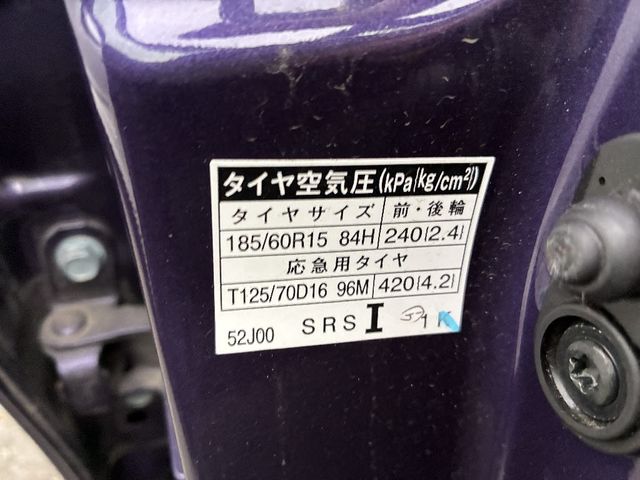 タイヤ空気圧(kPa(kg/cm²))
タイヤサイズ 前・後輪
185/60R15 84H 240(2.4)
応急用タイヤ
T125/70D16 96M 420(4.2)
52J00 SRS I 1K